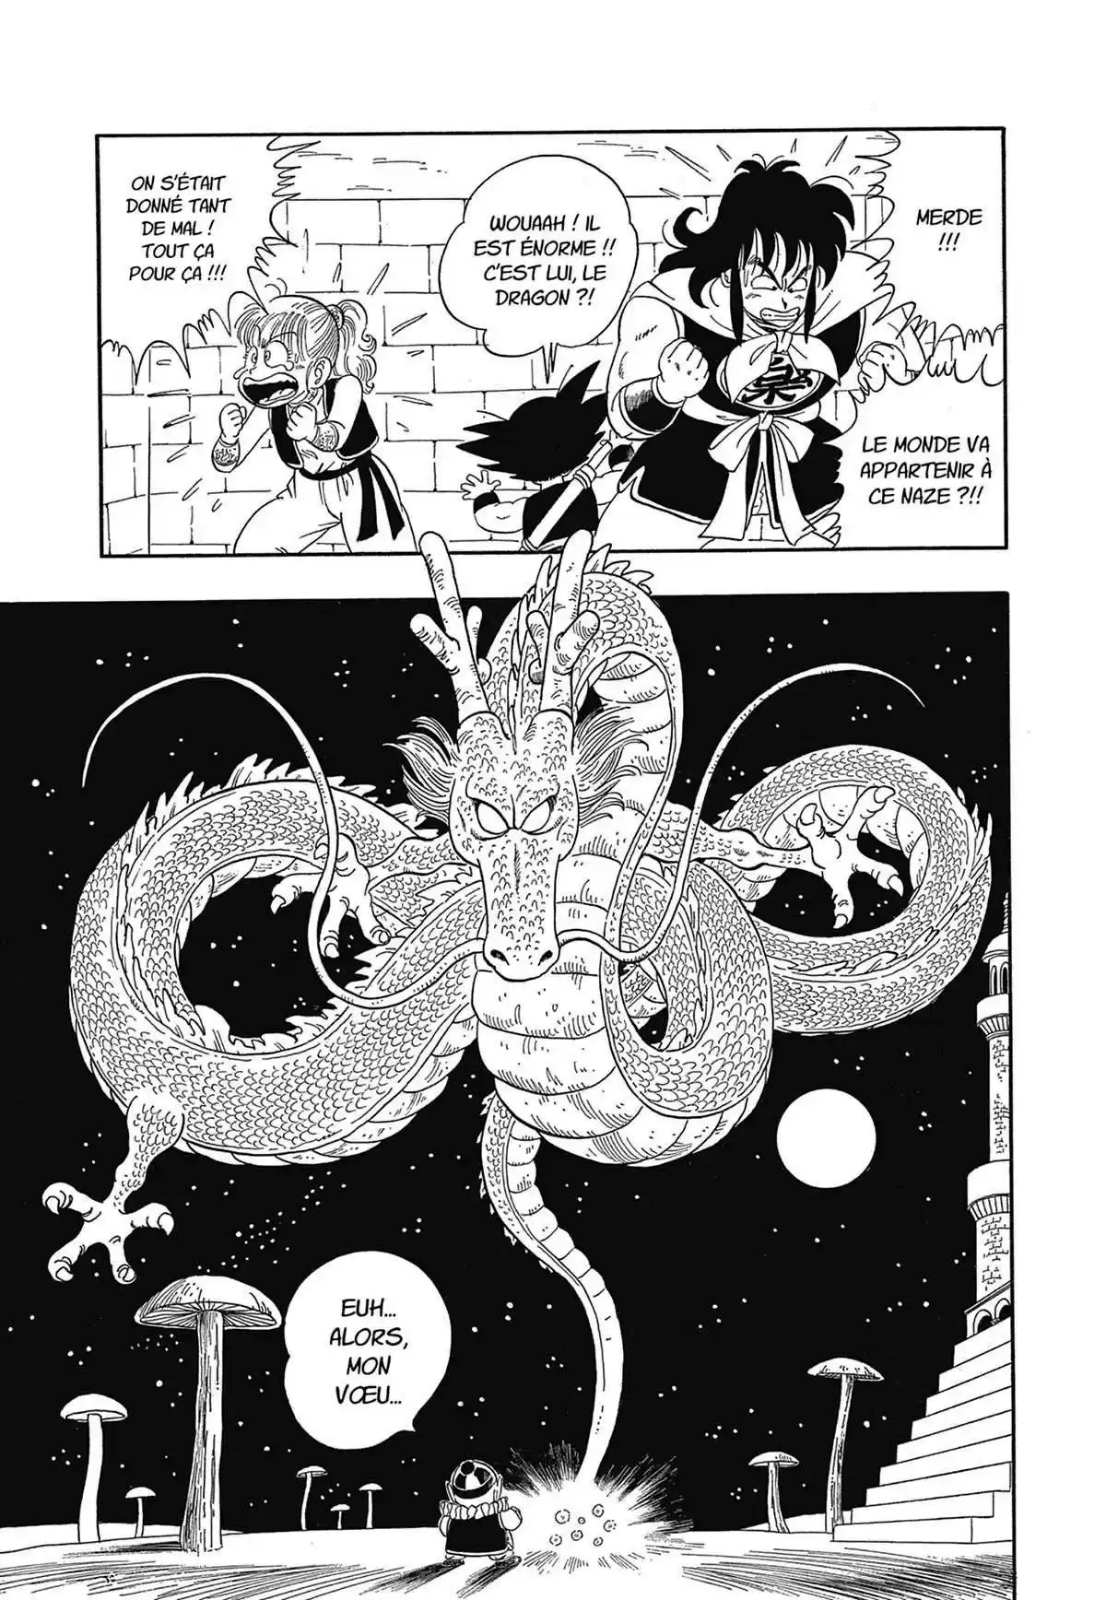 ON S'ÉTAIT
DONNÉ TANT
DE MAL !
TOUT ÇA
POUR ÇA !!!
WOUAAH ! IL
EST ÉNORME !!
C'EST LUI, LE
DRAGON ?!
MERDE
!!!
LE MONDE VA
APPARTENIR À
CE NAZE ?!!
EUH...
ALORS,
MON
VŒU...